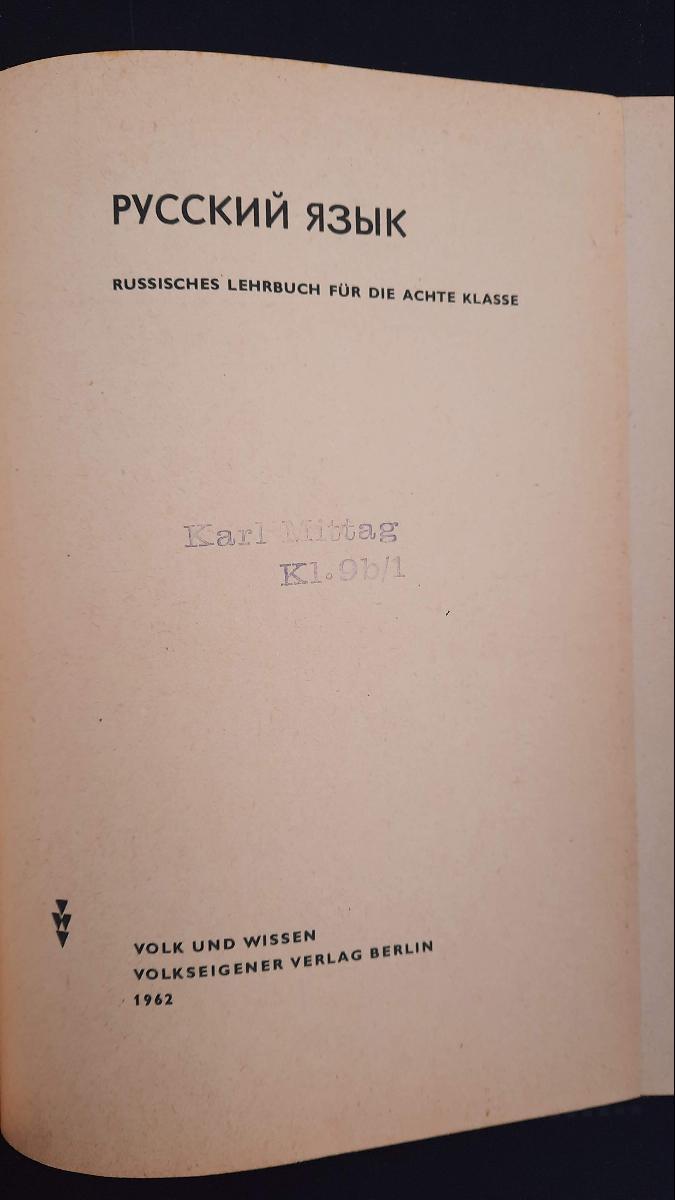 РУССКИЙ ЯЗЫК
RUSSISCHES LEHRBUCH FÜR DIE ACHTE KLASSE
Karl Mittag
Kl.9b/1
VOLK UND WISSEN
VOLKSEIGENER VERLAG BERLIN
1962